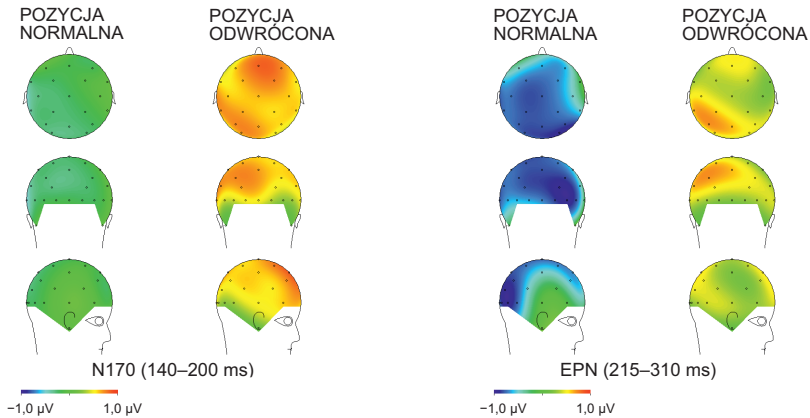 POZYCJA
NORMALNA
POZYCJA
ODWRÓCONA
N170 (140–200 ms)
−1,0 µV
1,0 µV
POZYCJA
NORMALNA
POZYCJA
ODWRÓCONA
EPN (215–310 ms)
−1,0 µV
1,0 µV